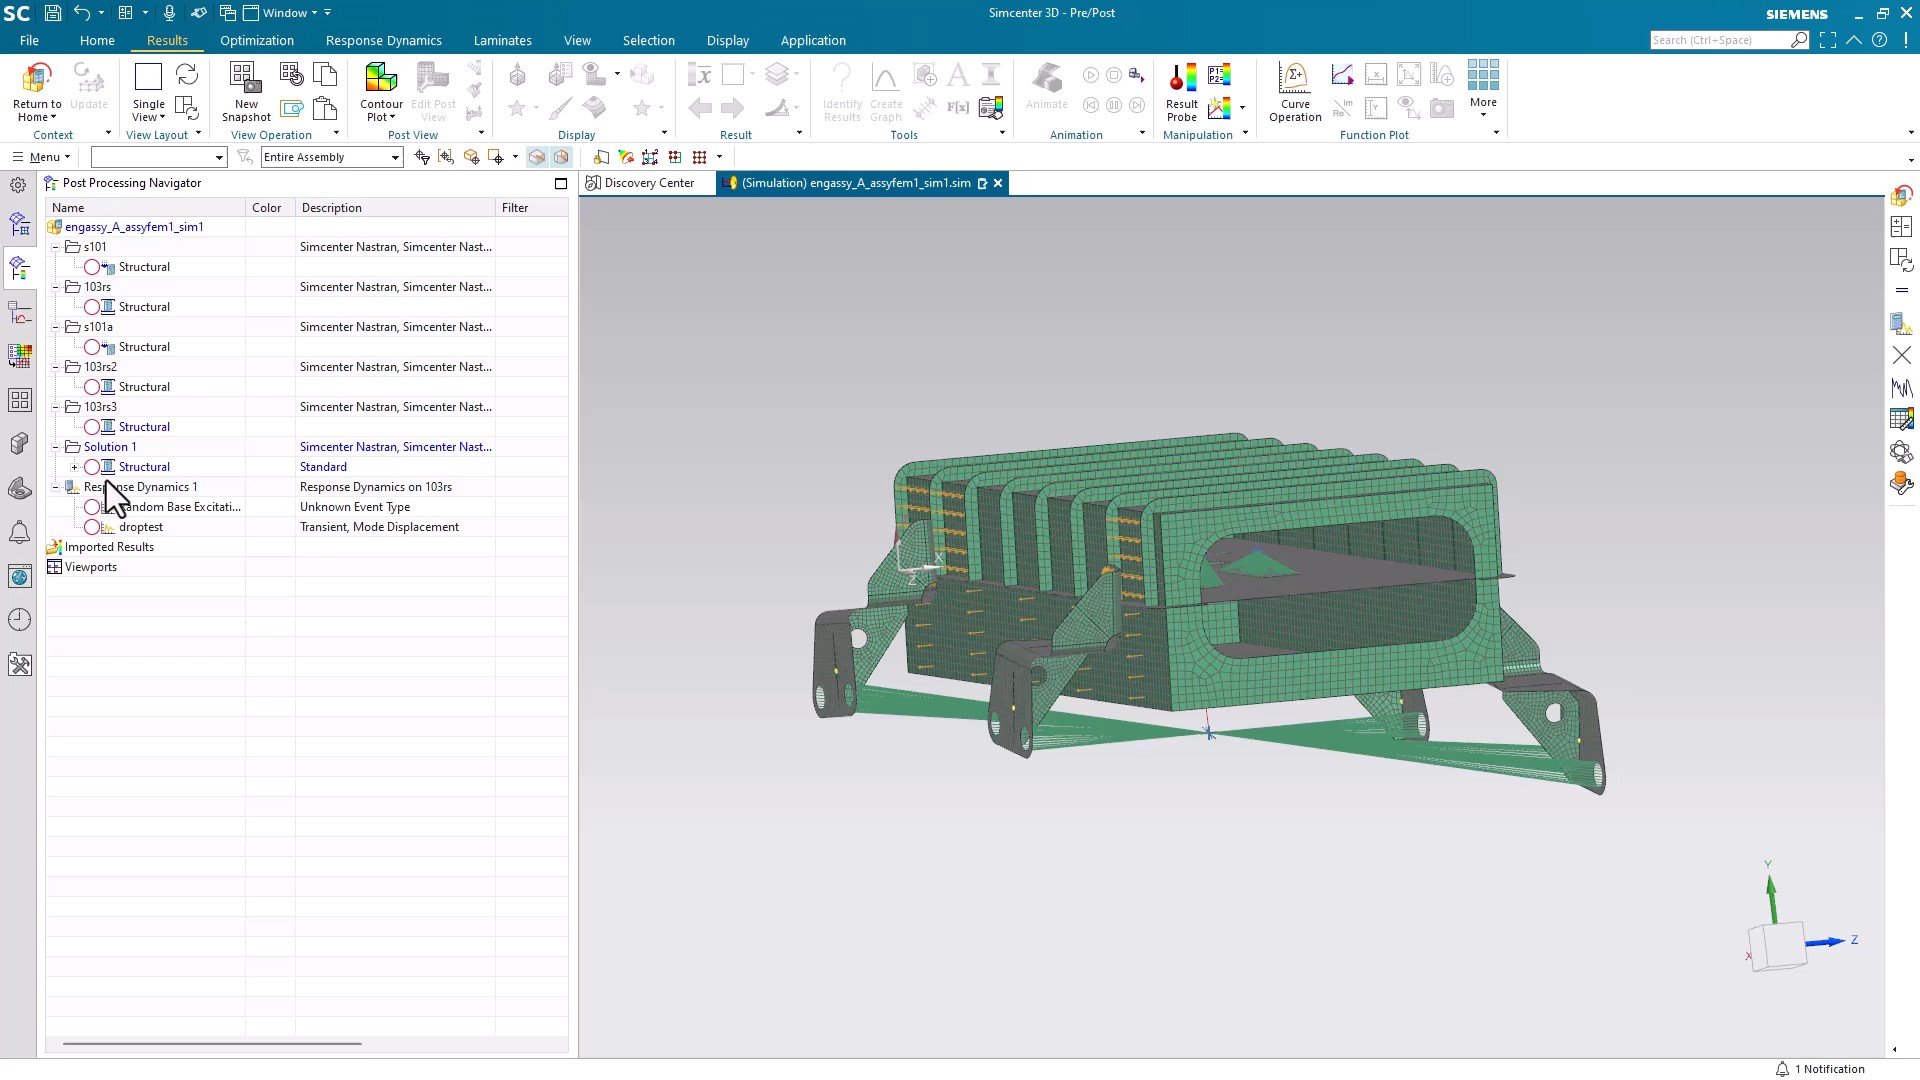 SC Window Simcenter 3D - Pre/Post SIEMENS
File Home Results Optimization Response Dynamics Laminates View Selection Display Application Search (Ctrl+Space)
Return to Home Update Single View New Snapshot Contour Plot Edit Post View Identify Results Create Graph Animate Result Probe Curve Operation More
Context View Layout View Operation Post View Display Result Tools Animation Manipulation Function Plot
Menu Entire Assembly
Post Processing Navigator Discovery Center (Simulation) engassy_A_assyfem1_sim1.sim
Name Color Description Filter
engassy_A_assyfem1_sim1
s101 Simcenter Nastran, Simcenter Nast...
Structural
103rs Simcenter Nastran, Simcenter Nast...
Structural
s101a Simcenter Nastran, Simcenter Nast...
Structural
103rs2 Simcenter Nastran, Simcenter Nast...
Structural
103rs3 Simcenter Nastran, Simcenter Nast...
Structural
Solution 1 Simcenter Nastran, Simcenter Nast...
Structural Standard
Response Dynamics 1 Response Dynamics on 103rs
Random Base Excitati... Unknown Event Type
droptest Transient, Mode Displacement
Imported Results
Viewports
X
Z
Y
Z
X
1 Notification